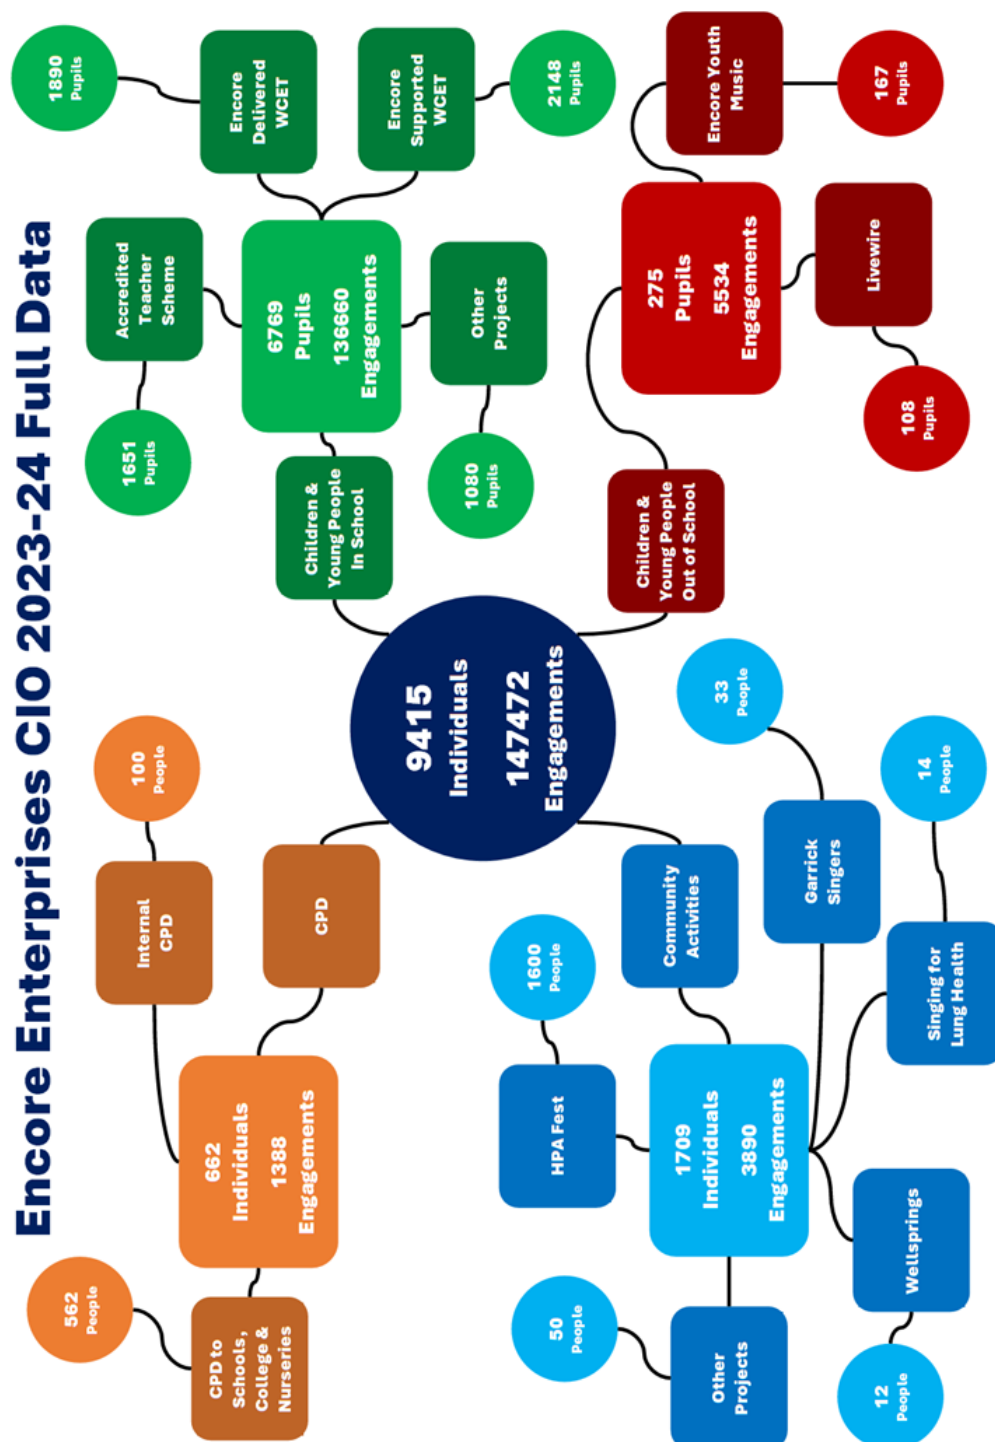 Encore Enterprises CIO 2023-24 Full Data
562
People
CPD to
Schools,
College &
Nurseries
662
Individuals
1388
Engagements
Internal
CPD
100
People
CPD
9415
Individuals
147472
Engagements
Children &
Young People
In School
6769
Pupils
136660
Engagements
Accredited
Teacher
Scheme
1651
Pupils
Encore
Delivered
WCET
1890
Pupils
Encore
Supported
WCET
2148
Pupils
Other
Projects
1080
Pupils
Children &
Young People
Out of School
275
Pupils
5534
Engagements
Encore Youth
Music
167
Pupils
Livewire
108
Pupils
Community
Activities
1709
Individuals
3890
Engagements
HPA Fest
1600
People
Other
Projects
50
People
Wellsprings
12
People
Singing for
Lung Health
14
People
Garrick
Singers
33
People